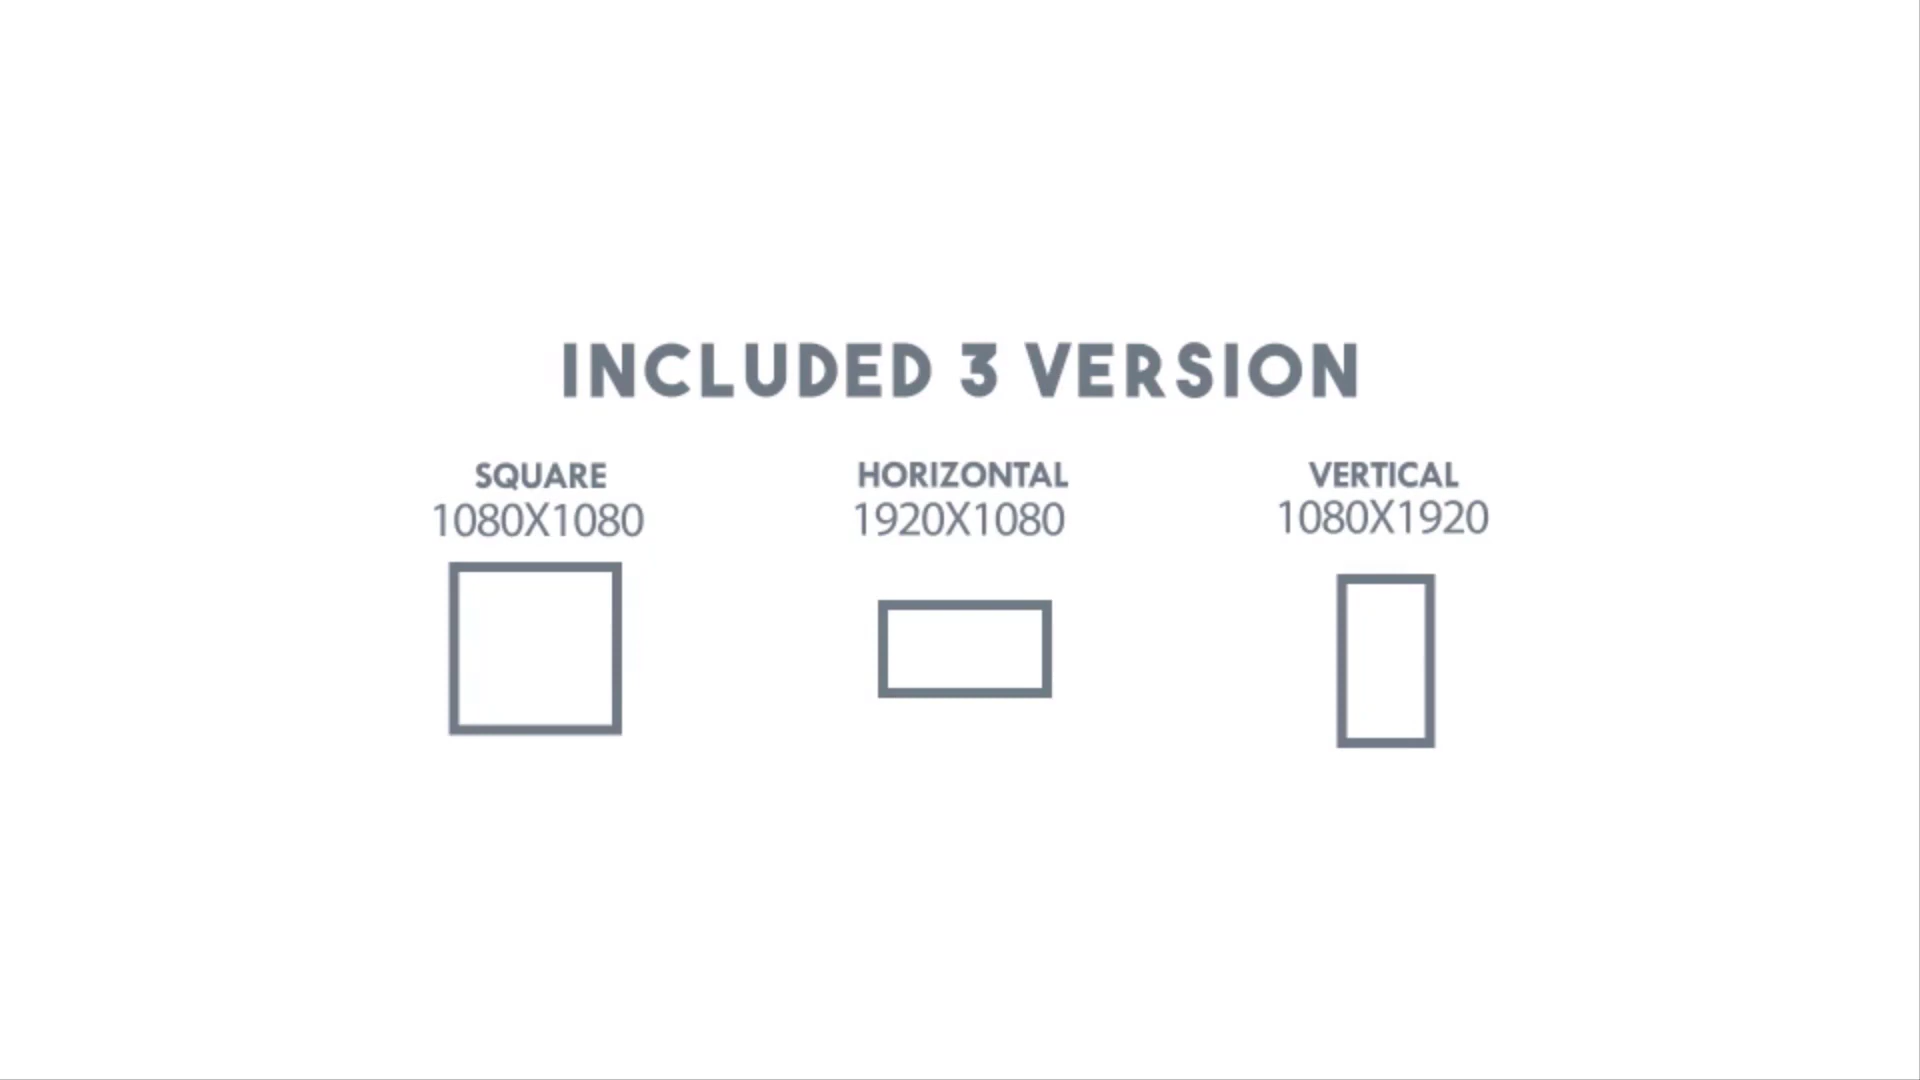 INCLUDED 3 VERSION
SQUARE
1080X1080
HORIZONTAL
1920X1080
VERTICAL
1080X1920